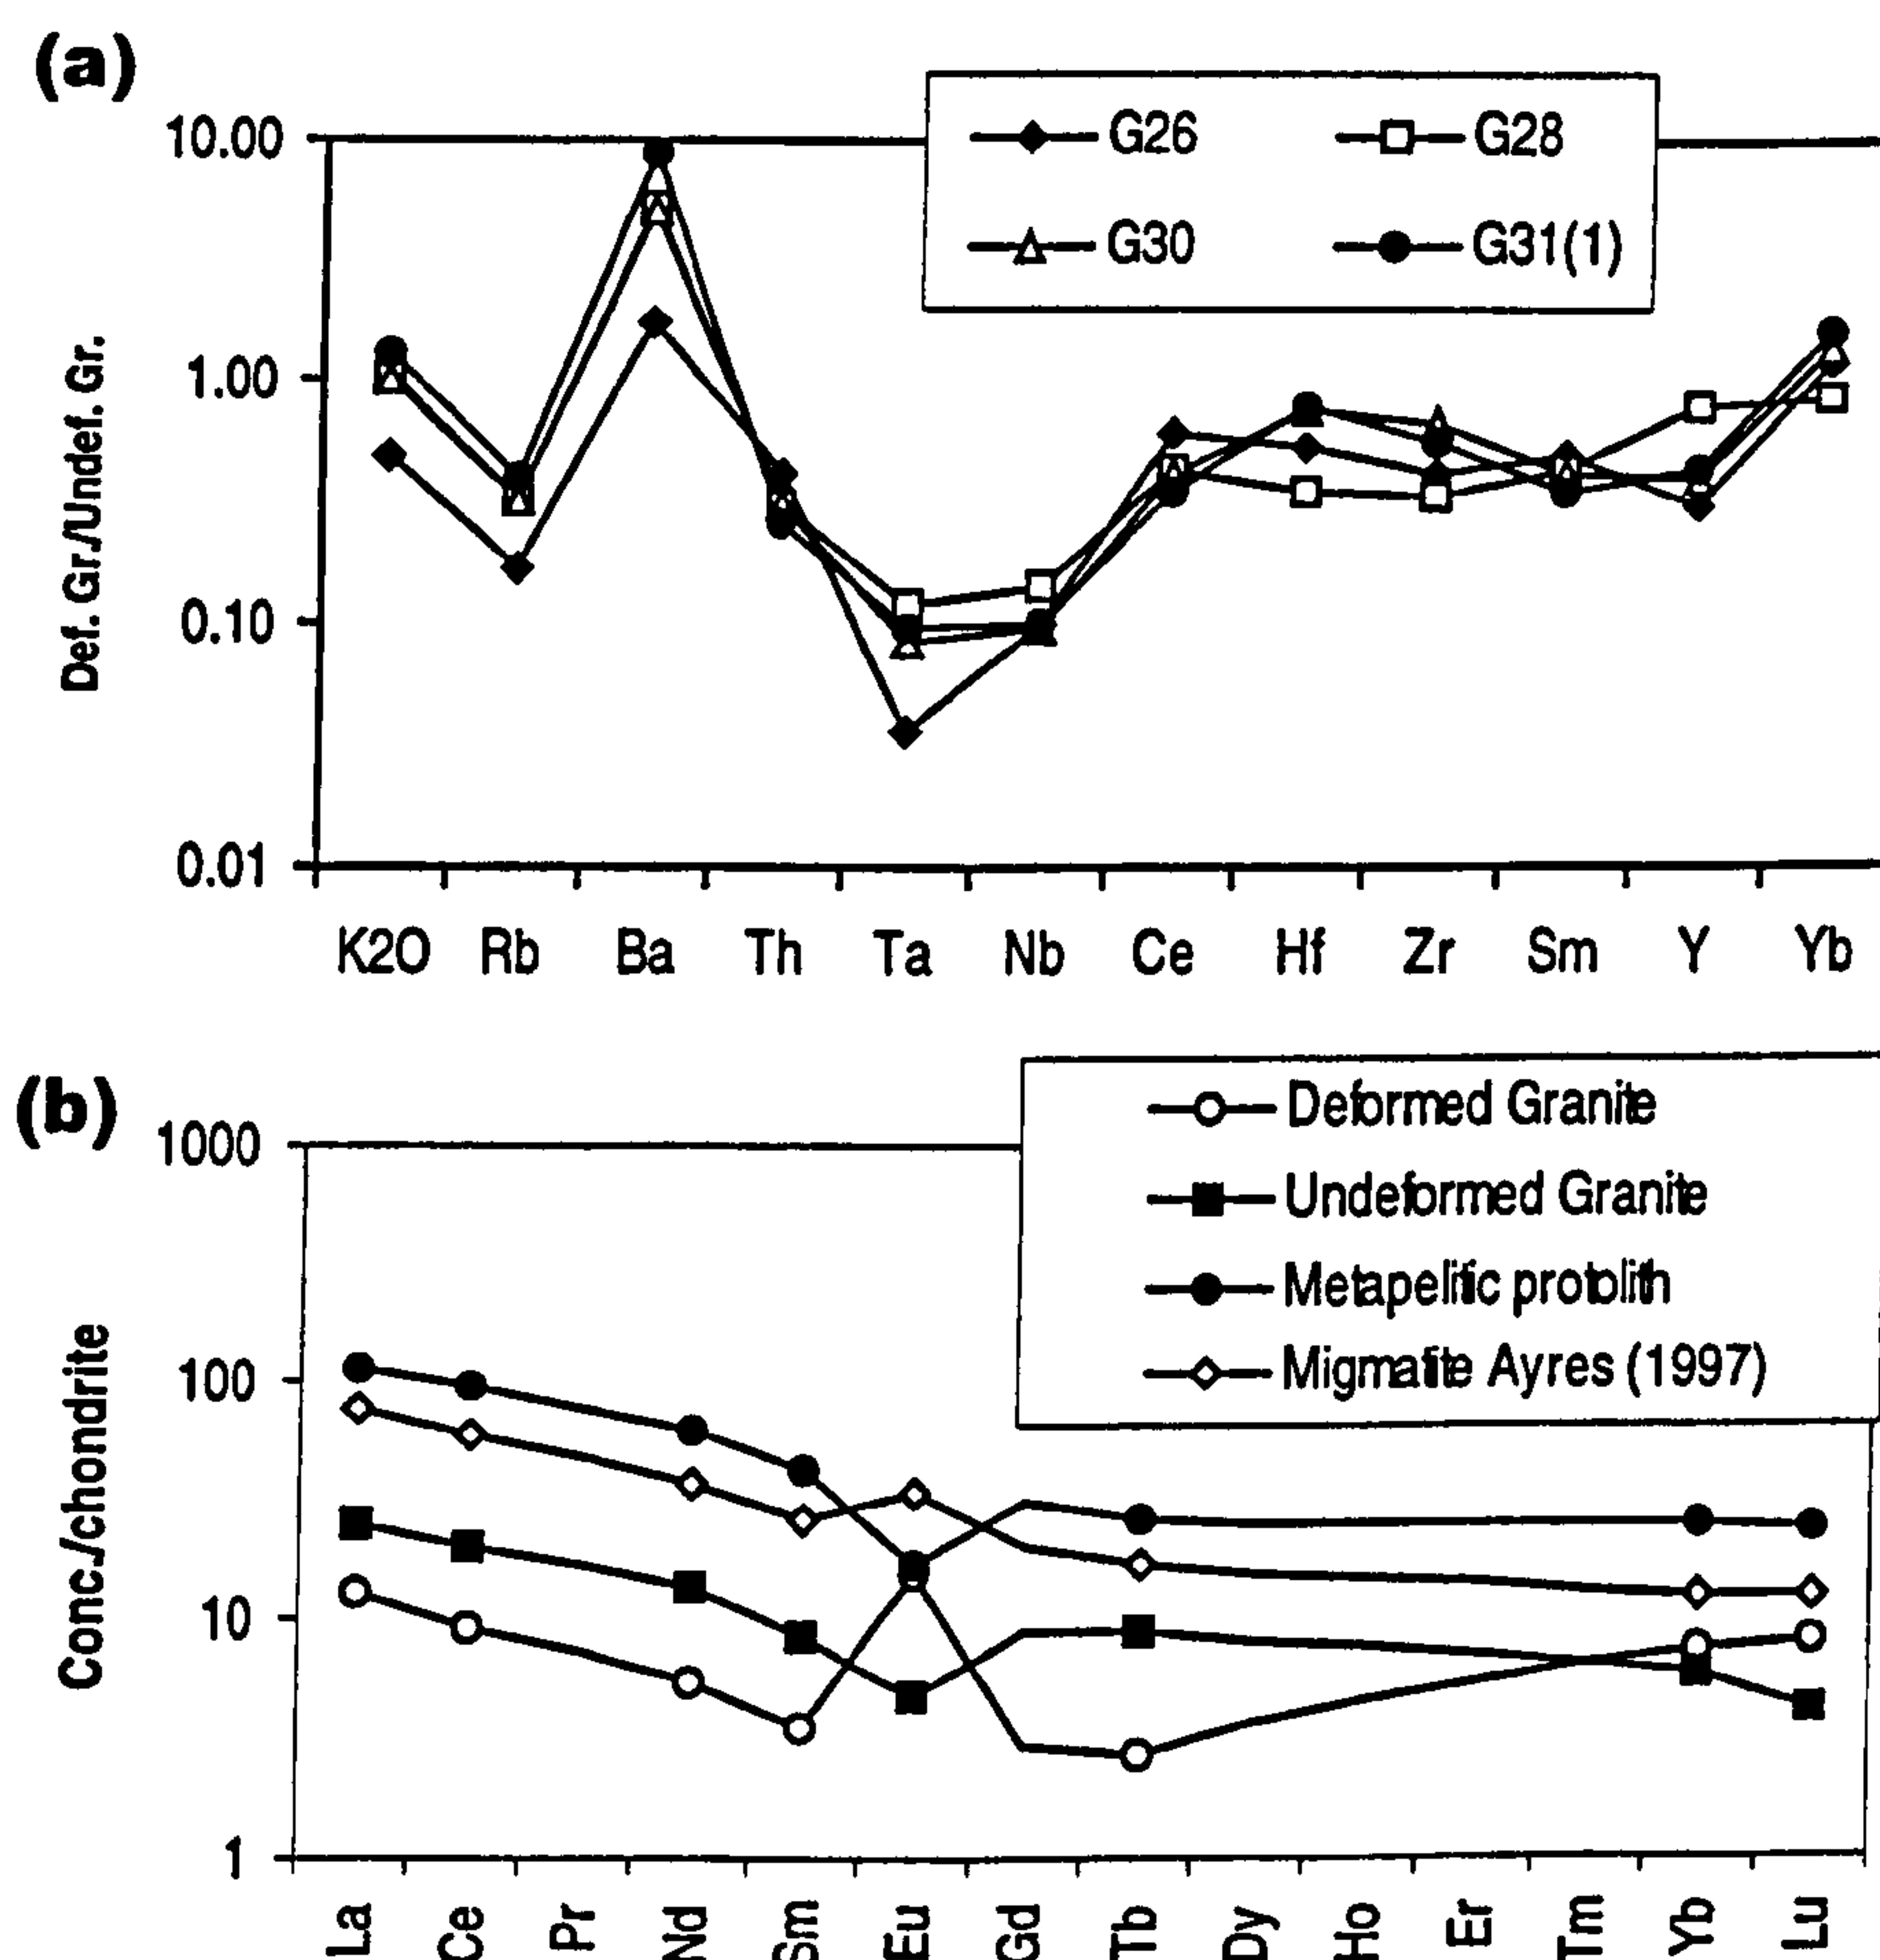 (a)
10.00
1.00
0.10
0.01
Def. Gr./Undef. Gr.
G26 G28
G30 G31(1)
K2O Rb Ba Th Ta Nb Ce Hf Zr Sm Y Yb
(b)
1000
100
10
1
Conc./chondrite
Deformed Granite
Undeformed Granite
Metapelitic protolith
Migmatite Ayres (1997)
La Ce Pr Nd Sm Eu Gd Tb Dy Ho Er Tm Yb Lu